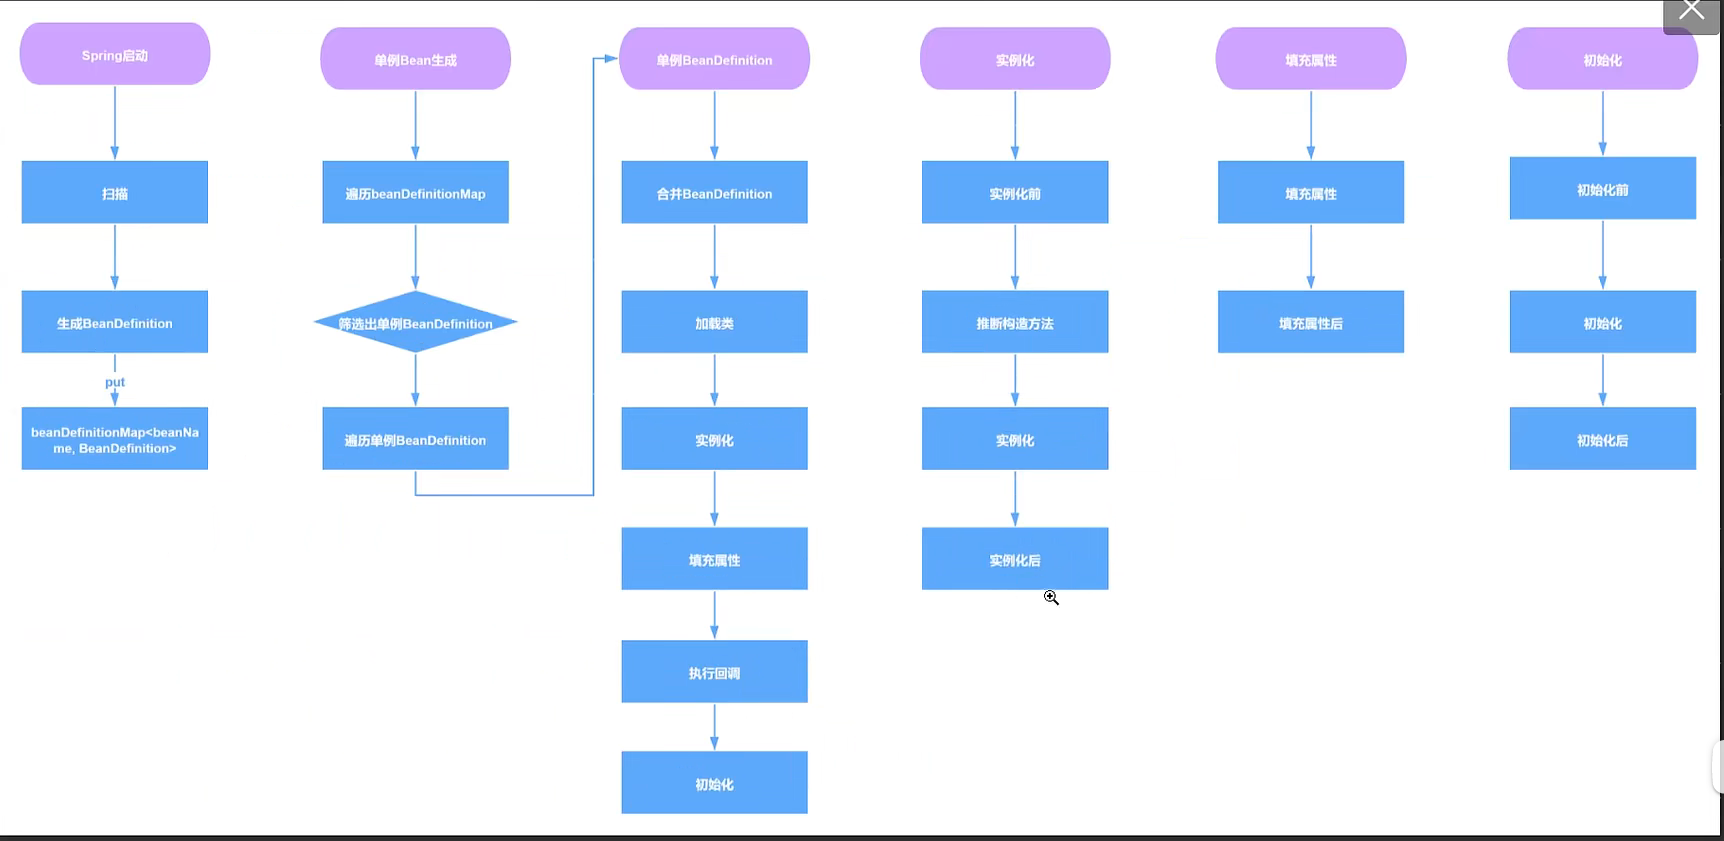 Spring启动
扫描
生成BeanDefinition
put
beanDefinitionMap<beanNa
me, BeanDefinition>
单例Bean生成
遍历beanDefinitionMap
筛选出单例BeanDefinition
遍历单例BeanDefinition
单例BeanDefinition
合并BeanDefinition
加载类
实例化
填充属性
执行回调
初始化
实例化
实例化前
推断构造方法
实例化
实例化后
填充属性
填充属性
填充属性后
初始化
初始化前
初始化
初始化后